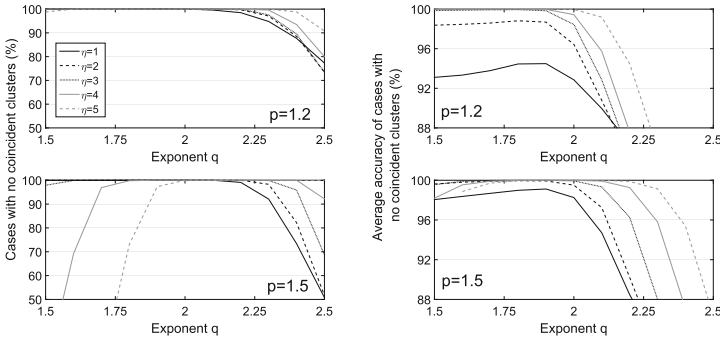 Cases with no coincident clusters (%)
100
90
80
70
60
50
η=1
η=2
η=3
η=4
η=5
p=1.2
1.5
1.75
2
2.25
2.5
Exponent q
Average accuracy of cases with
no coincident clusters (%)
100
96
92
88
p=1.2
1.5
1.75
2
2.25
2.5
Exponent q
100
90
80
70
60
50
p=1.5
1.5
1.75
2
2.25
2.5
Exponent q
100
96
92
88
p=1.5
1.5
1.75
2
2.25
2.5
Exponent q